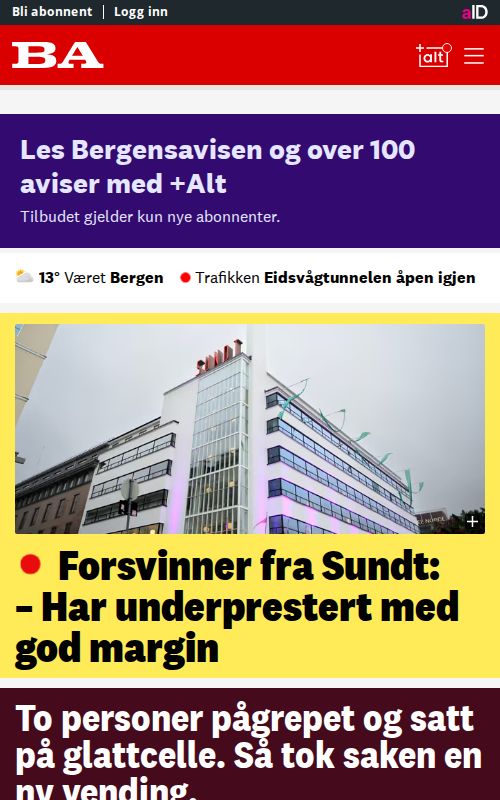 Bli abonnent | Logg inn
aID
BA
+alt
Les Bergensavisen og over 100
aviser med +Alt
Tilbudet gjelder kun nye abonnenter.
13° Været Bergen
Trafikken Eidsvågtunnelen åpen igjen
SUNDT
Forsvinner fra Sundt:
– Har underprestert med
god margin
To personer pågrepet og satt
på glattcelle. Så tok saken en
ny vending.